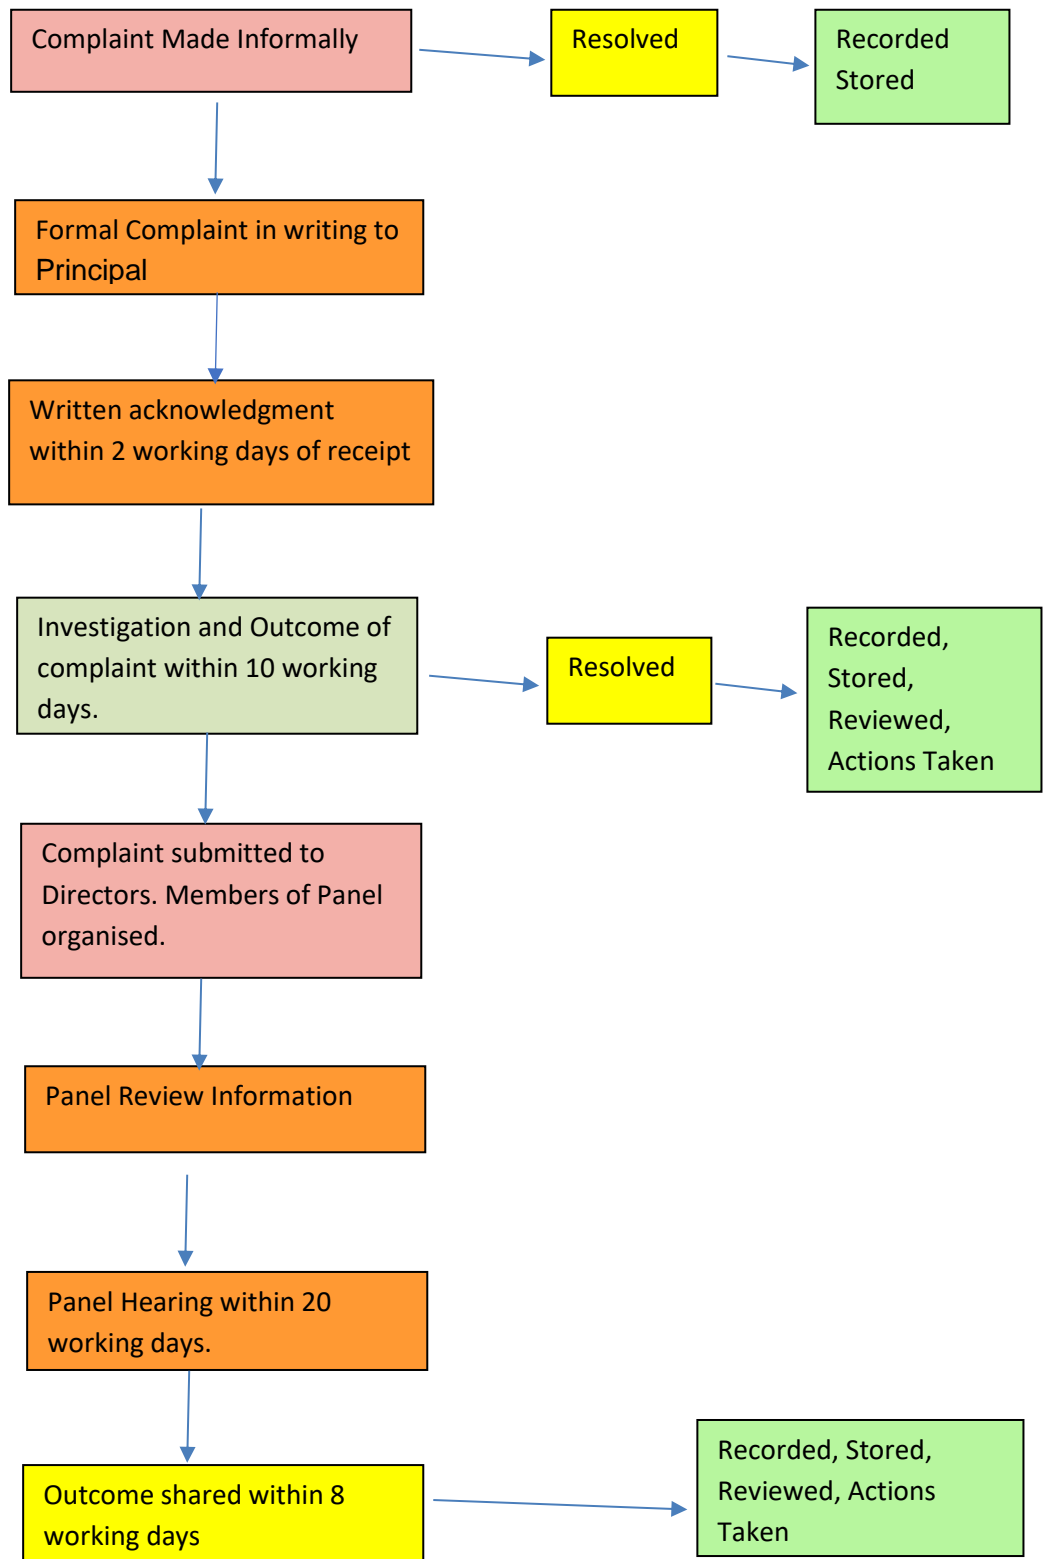 Complaint Made Informally
Resolved
Recorded
Stored
Formal Complaint in writing to
Principal
Written acknowledgment
within 2 working days of receipt
Investigation and Outcome of
complaint within 10 working
days.
Resolved
Recorded,
Stored,
Reviewed,
Actions Taken
Complaint submitted to
Directors. Members of Panel
organised.
Panel Review Information
Panel Hearing within 20
working days.
Outcome shared within 8
working days
Recorded, Stored,
Reviewed, Actions
Taken